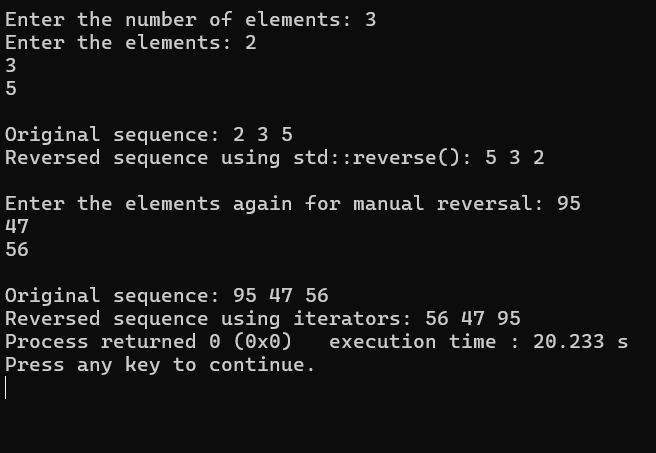 Enter the number of elements: 3
Enter the elements: 2
3
5
Original sequence: 2 3 5
Reversed sequence using std::reverse(): 5 3 2
Enter the elements again for manual reversal: 95
47
56
Original sequence: 95 47 56
Reversed sequence using iterators: 56 47 95
Process returned 0 (0x0)   execution time : 20.233 s
Press any key to continue.